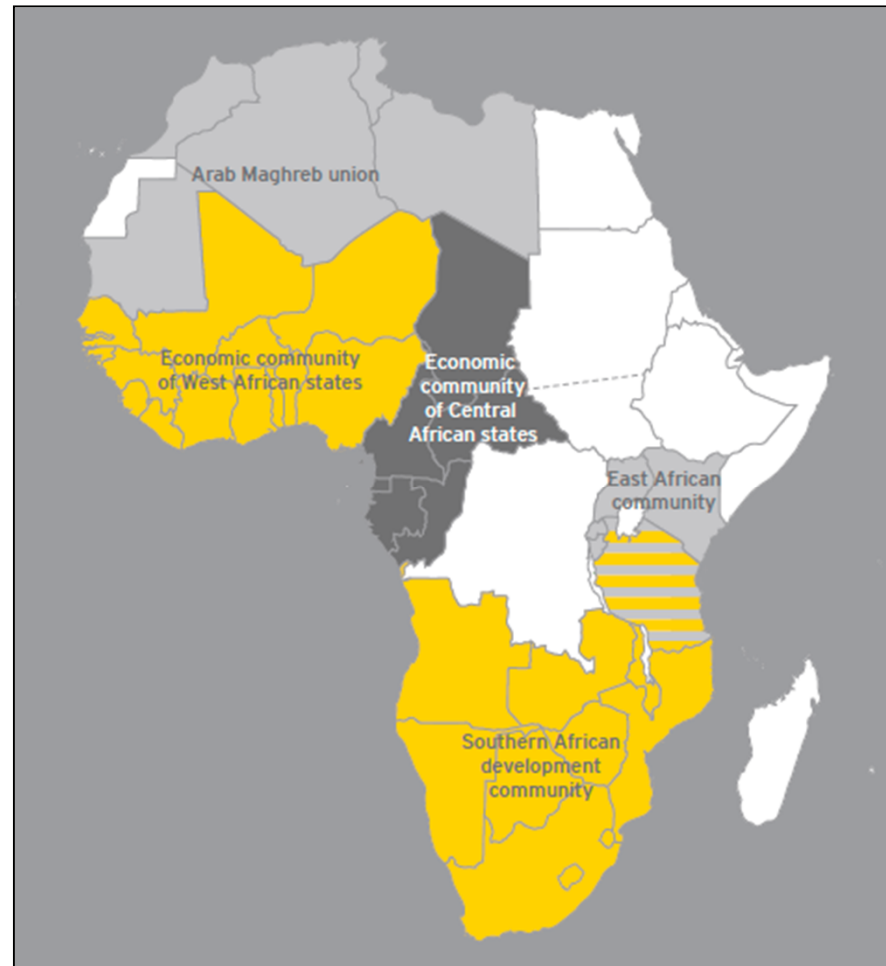 Arab Maghreb union
Economic community
of West African states
Economic
community
of Central
African states
East African
community
Southern African
development
community